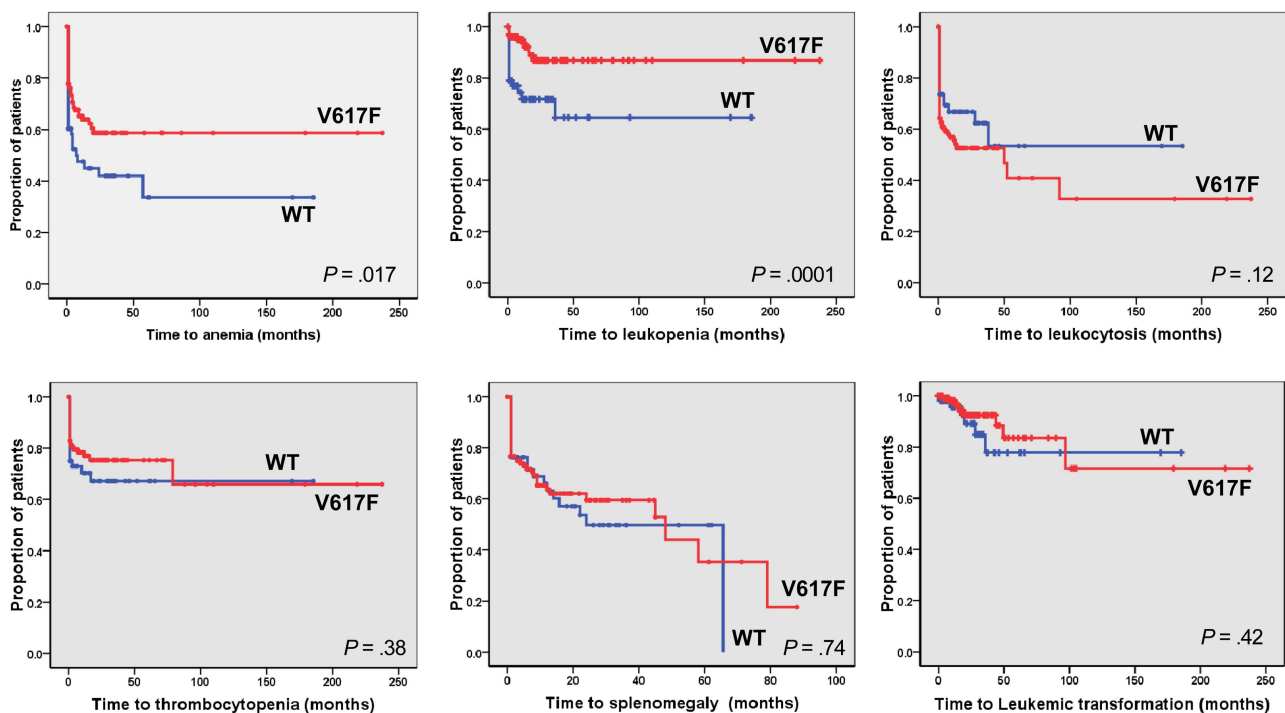 Proportion of patients
1.0
0.8
0.6
0.4
0.2
0.0
V617F
WT
P = .017
0 50 100 150 200 250
Time to anemia (months)
Proportion of patients
1.0
0.8
0.6
0.4
0.2
0.0
V617F
WT
P = .0001
0 50 100 150 200 250
Time to leukopenia (months)
Proportion of patients
1.0
0.8
0.6
0.4
0.2
0.0
WT
V617F
P = .12
0 50 100 150 200 250
Time to leukocytosis (months)
Proportion of patients
1.0
0.8
0.6
0.4
0.2
0.0
WT
V617F
P = .38
0 50 100 150 200 250
Time to thrombocytopenia (months)
Proportion of patients
1.0
0.8
0.6
0.4
0.2
0.0
V617F
WT
P = .74
0 20 40 60 80 100
Time to splenomegaly (months)
Proportion of patients
1.0
0.8
0.6
0.4
0.2
0.0
WT
V617F
P = .42
0 50 100 150 200 250
Time to Leukemic transformation (months)